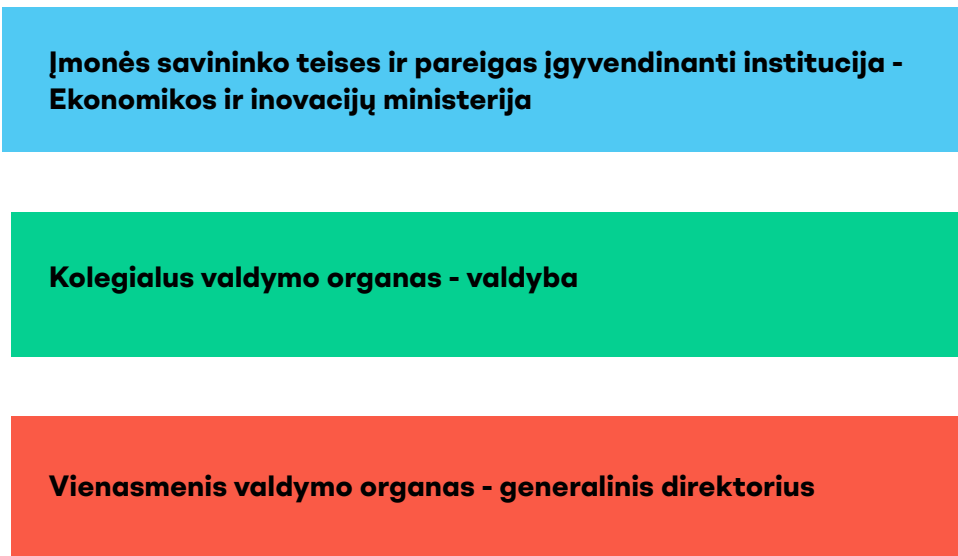 Įmonės savininko teises ir pareigas įgyvendinanti institucija -
Ekonomikos ir inovacijų ministerija
Kolegialus valdymo organas - valdyba
Vienasmenis valdymo organas - generalinis direktorius